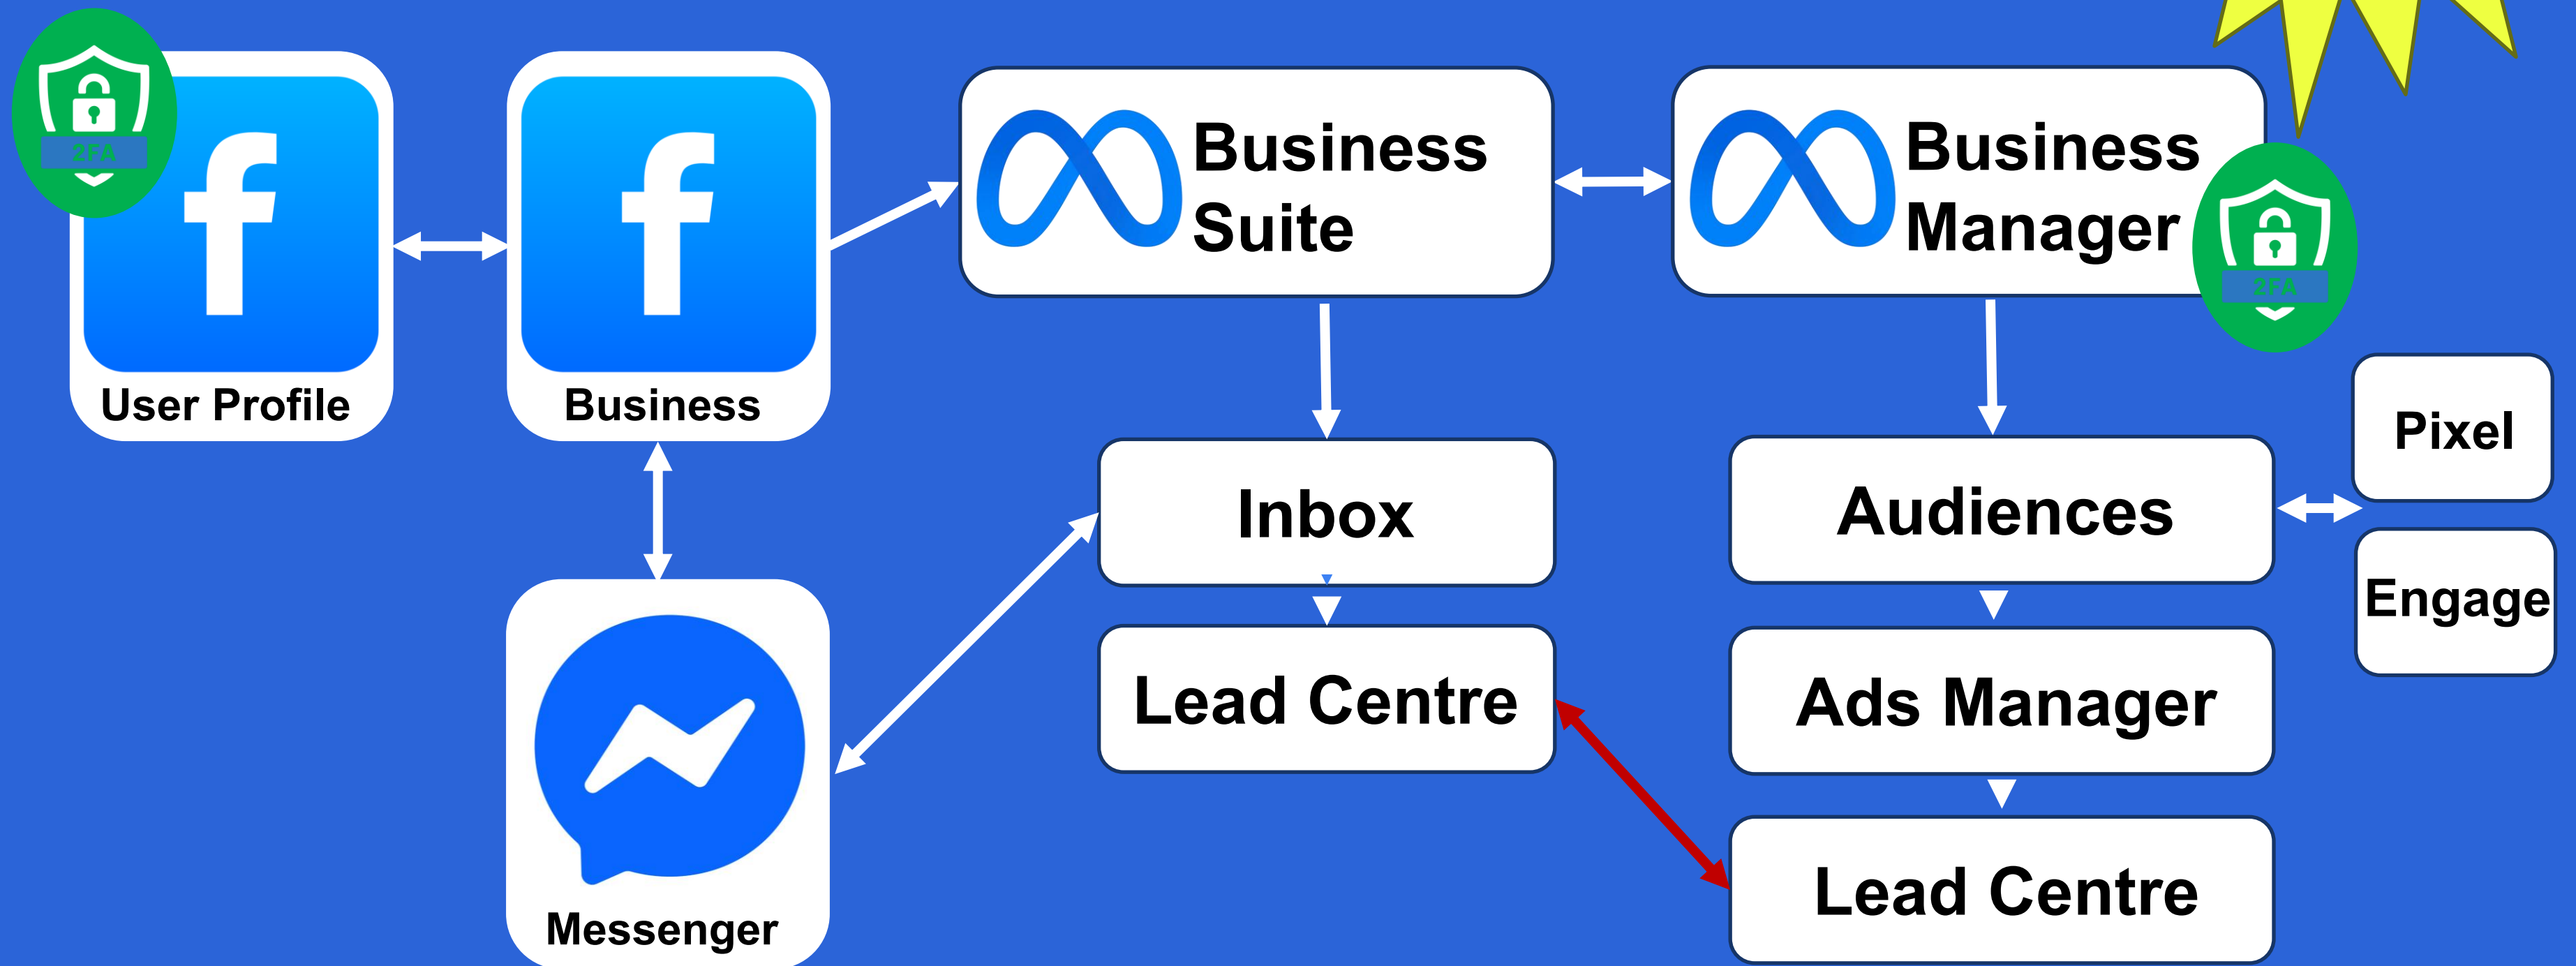 2FA
User Profile
Business
Business
Suite
Business
Manager
2FA
Pixel
Inbox
Audiences
Engage
Lead Centre
Ads Manager
Messenger
Lead Centre